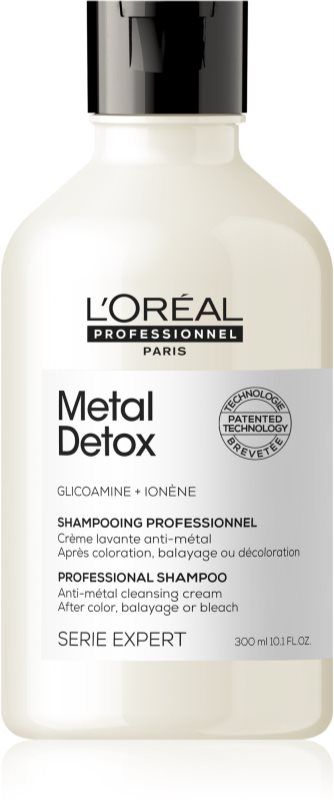 L'ORÉAL
PROFESSIONNEL
PARIS
Metal
Detox
TECHNOLOGIE
PATENTED
TECHNOLOGY
BREVETÉE
GLICOAMINE + IONÈNE
SHAMPOOING PROFESSIONNEL
Crème lavante anti-métal
Après coloration, balayage ou décoloration
PROFESSIONAL SHAMPOO
Anti-métal cleansing cream
After color, balayage or bleach
SERIE EXPERT
300 ml 10.1 FL.OZ.